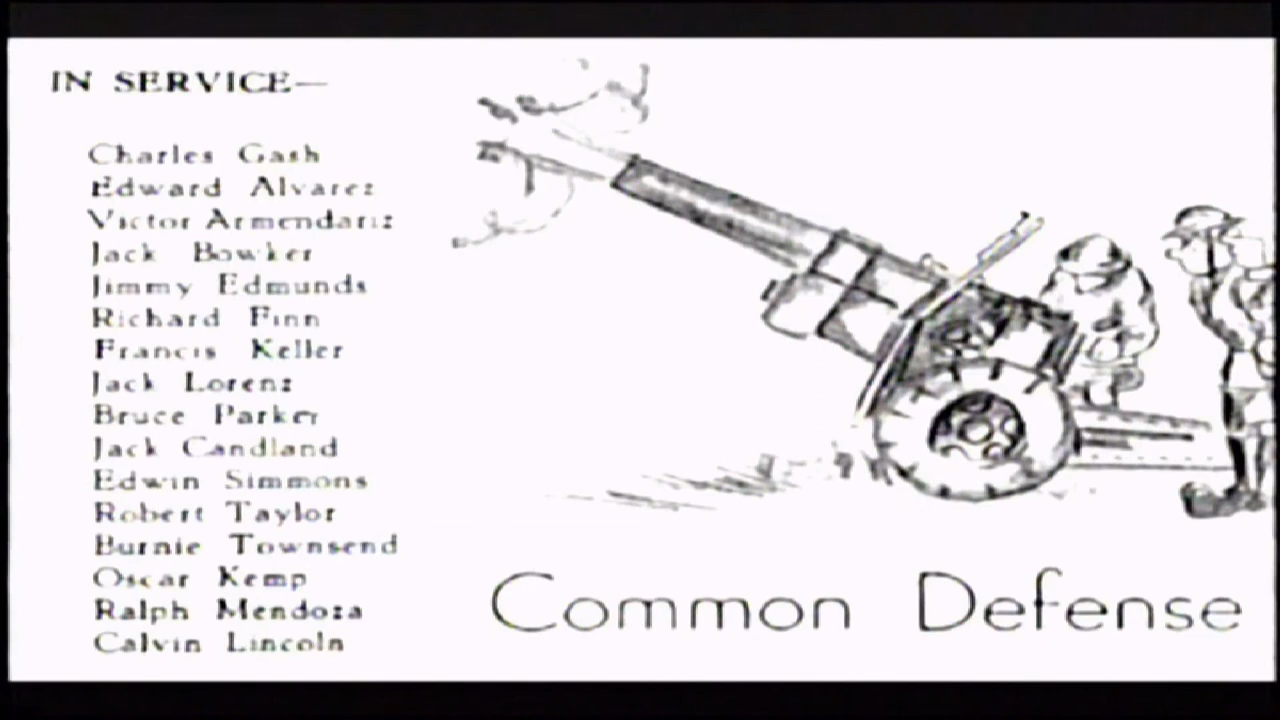 IN SERVICE—
Charles Gash
Edward Alvarez
Victor Armendariz
Jack Bowker
Jimmy Edmunds
Richard Finn
Francis Keller
Jack Lorenz
Bruce Parker
Jack Candland
Edwin Simmons
Robert Taylor
Burnie Townsend
Oscar Kemp
Ralph Mendoza
Calvin Lincoln
Common Defense